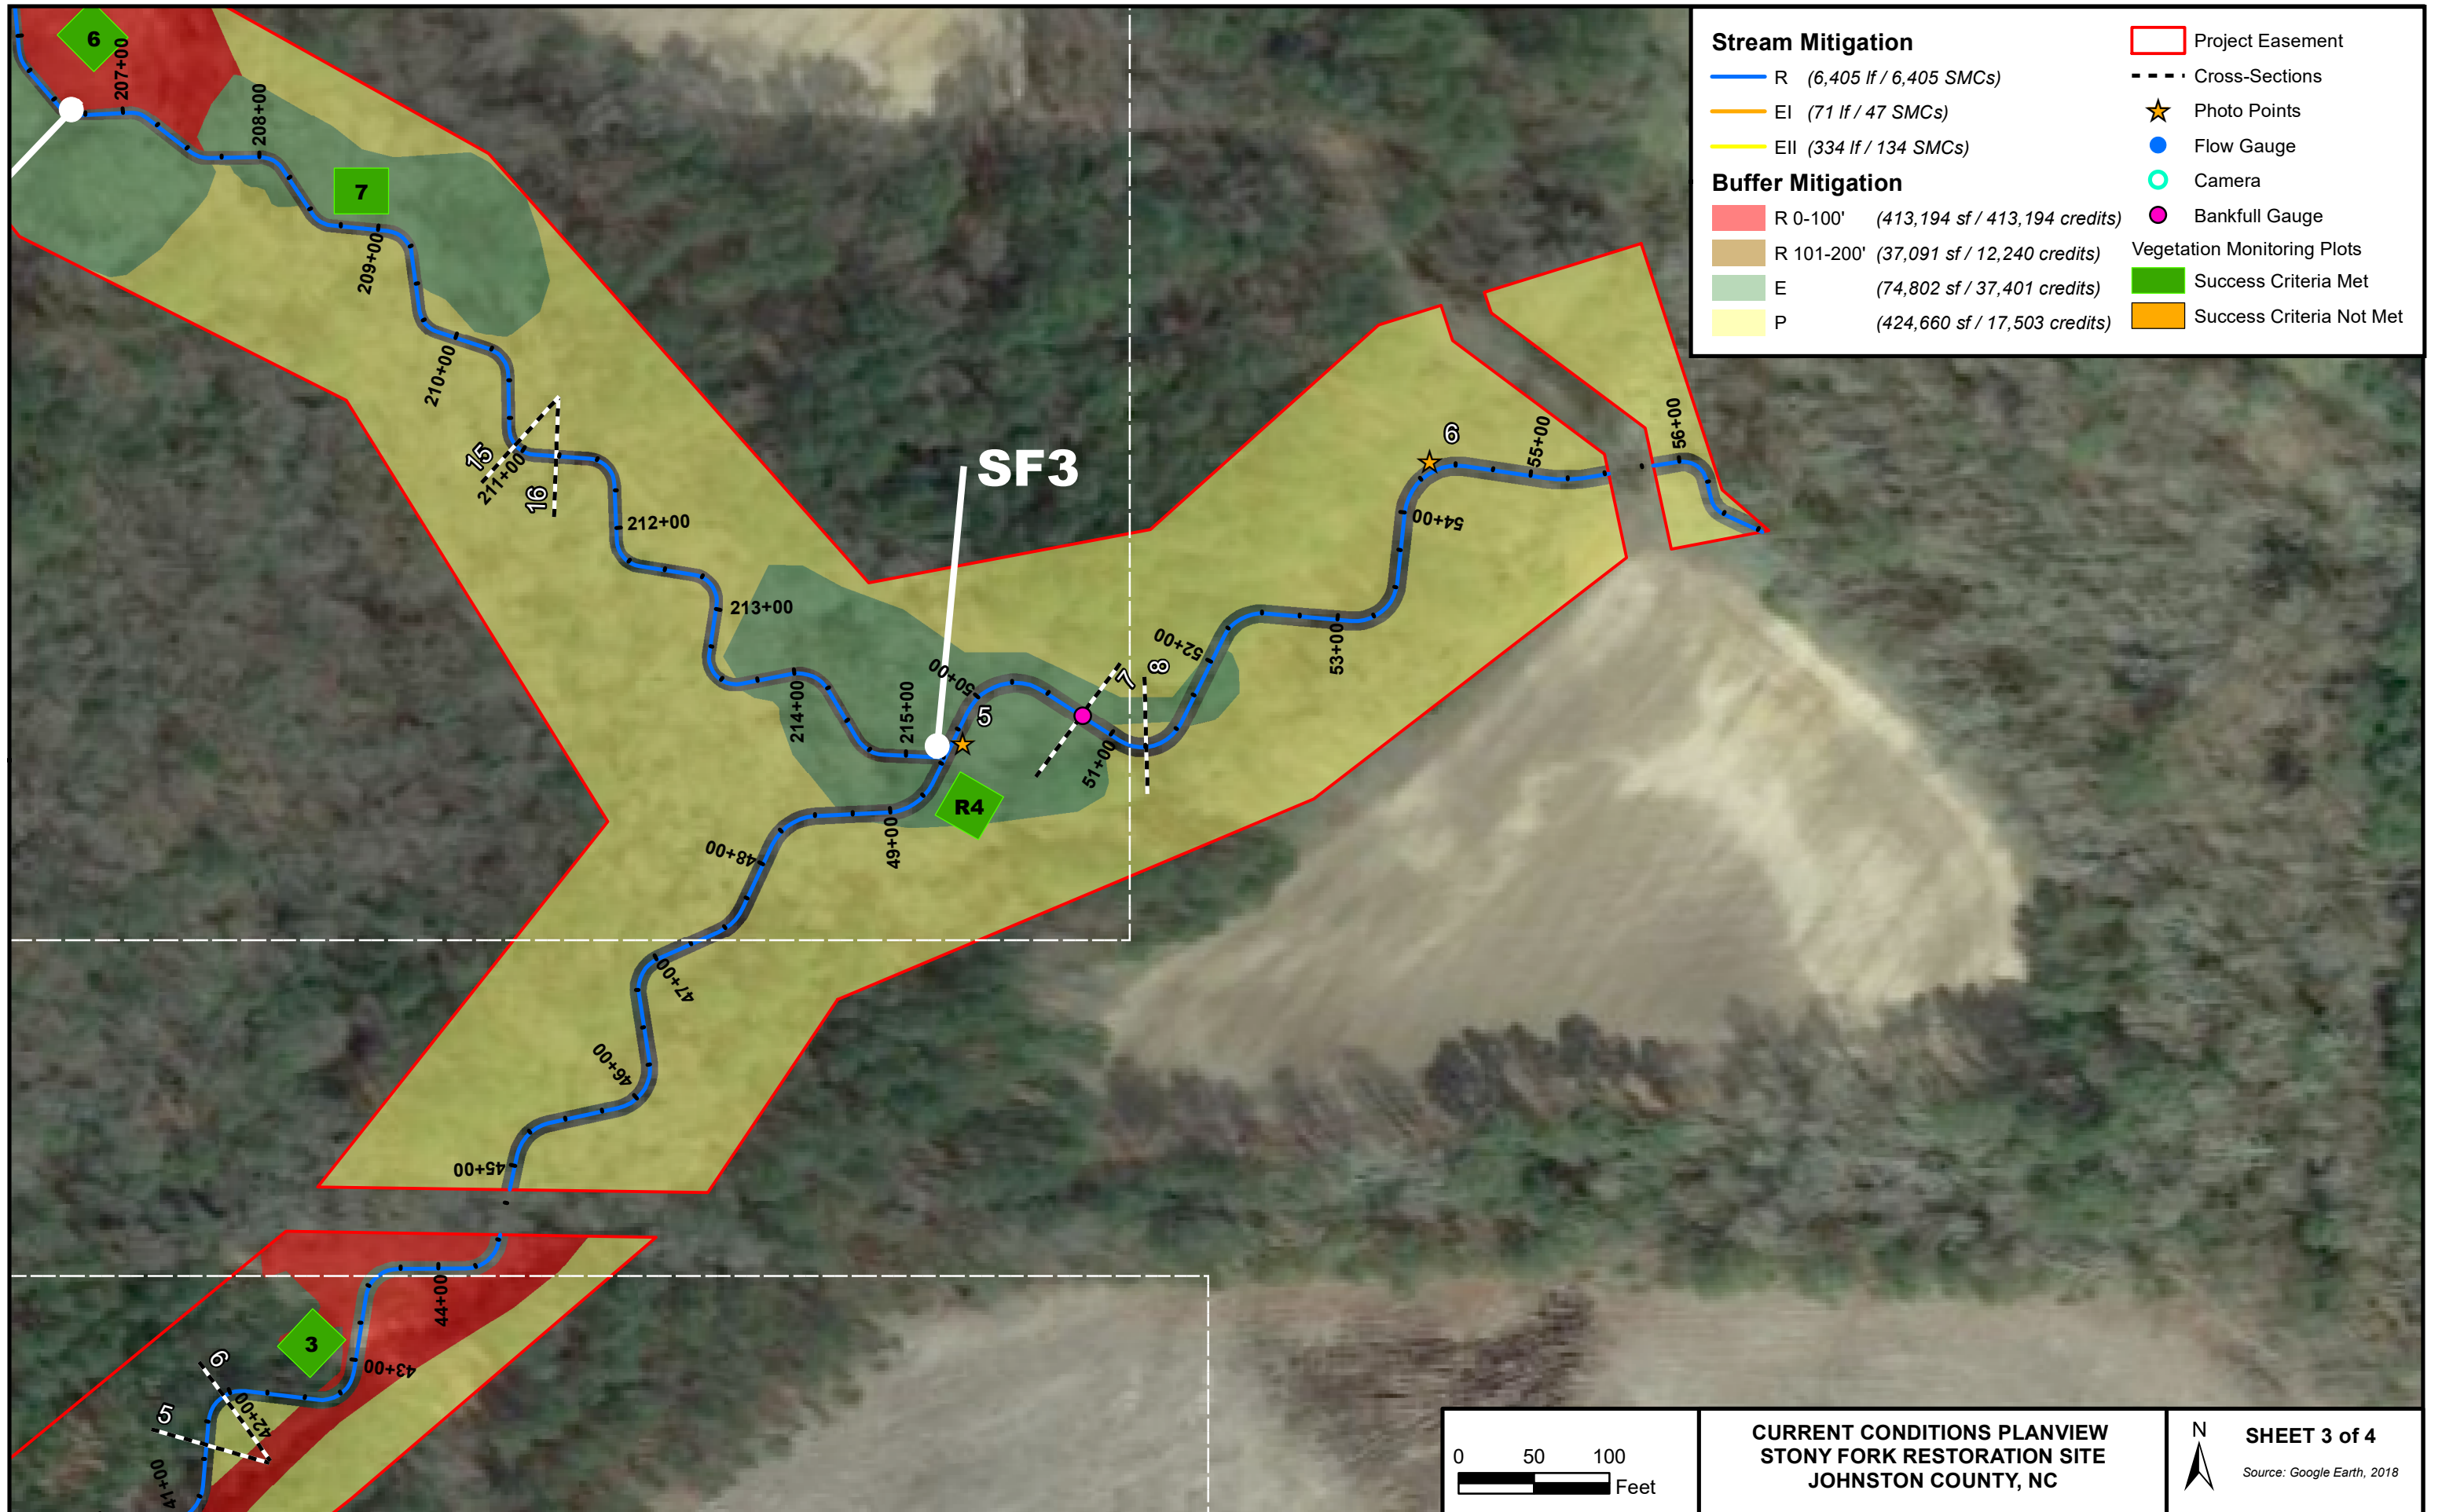 Stream Mitigation
R (6,405 lf / 6,405 SMCs)
EI (71 lf / 47 SMCs)
EII (334 lf / 134 SMCs)
Buffer Mitigation
R 0-100' (413,194 sf / 413,194 credits)
R 101-200' (37,091 sf / 12,240 credits)
E (74,802 sf / 37,401 credits)
P (424,660 sf / 17,503 credits)
Project Easement
Cross-Sections
Photo Points
Flow Gauge
Camera
Bankfull Gauge
Vegetation Monitoring Plots
Success Criteria Met
Success Criteria Not Met
6
207+00
208+00
7
209+00
210+00
15
211+00
16
212+00
213+00
214+00
215+00
SF3
50+00
5
7
8
51+00
52+00
53+00
54+00
6
55+00
56+00
R4
49+00
48+00
47+00
46+00
45+00
44+00
3
43+00
6
42+00
5
41+00
0 50 100
Feet
CURRENT CONDITIONS PLANVIEW
STONY FORK RESTORATION SITE
JOHNSTON COUNTY, NC
N
SHEET 3 of 4
Source: Google Earth, 2018